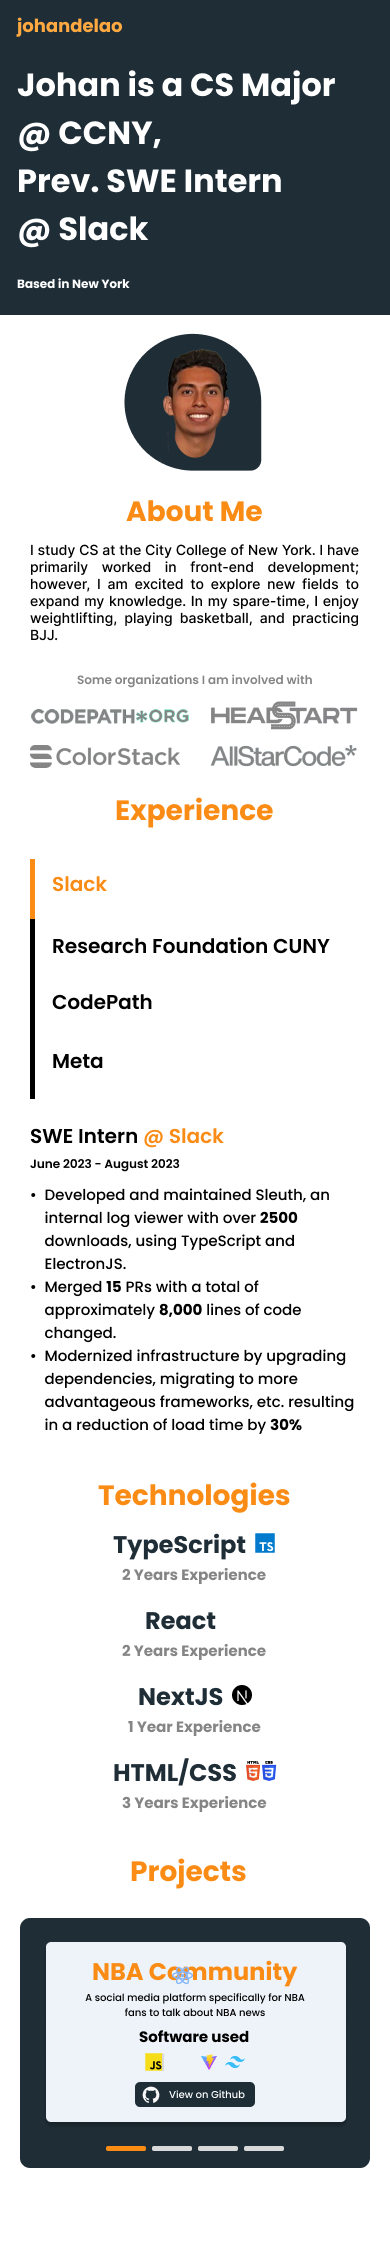 johandelao
Johan is a CS Major
@ CCNY,
Prev. SWE Intern
@ Slack
Based in New York
About Me
I study CS at the City College of New York. I have
primarily worked in front-end development;
however, I am excited to explore new fields to
expand my knowledge. In my spare-time, I enjoy
weightlifting, playing basketball, and practicing
BJJ.
Some organizations I am involved with
CODEPATH*ORG
HEADSTART
ColorStack
AllStarCode*
Experience
Slack
Research Foundation CUNY
CodePath
Meta
SWE Intern @ Slack
June 2023 - August 2023
• Developed and maintained Sleuth, an
internal log viewer with over 2500
downloads, using TypeScript and
ElectronJS.
• Merged 15 PRs with a total of
approximately 8,000 lines of code
changed.
• Modernized infrastructure by upgrading
dependencies, migrating to more
advantageous frameworks, etc. resulting
in a reduction of load time by 30%
Technologies
TypeScript TS
2 Years Experience
React
2 Years Experience
NextJS N
1 Year Experience
HTML/CSS HTML 5 CSS 3
3 Years Experience
Projects
NBA Community
A social media platform specifically for NBA
fans to talk about NBA news
Software used
JS
View on Github